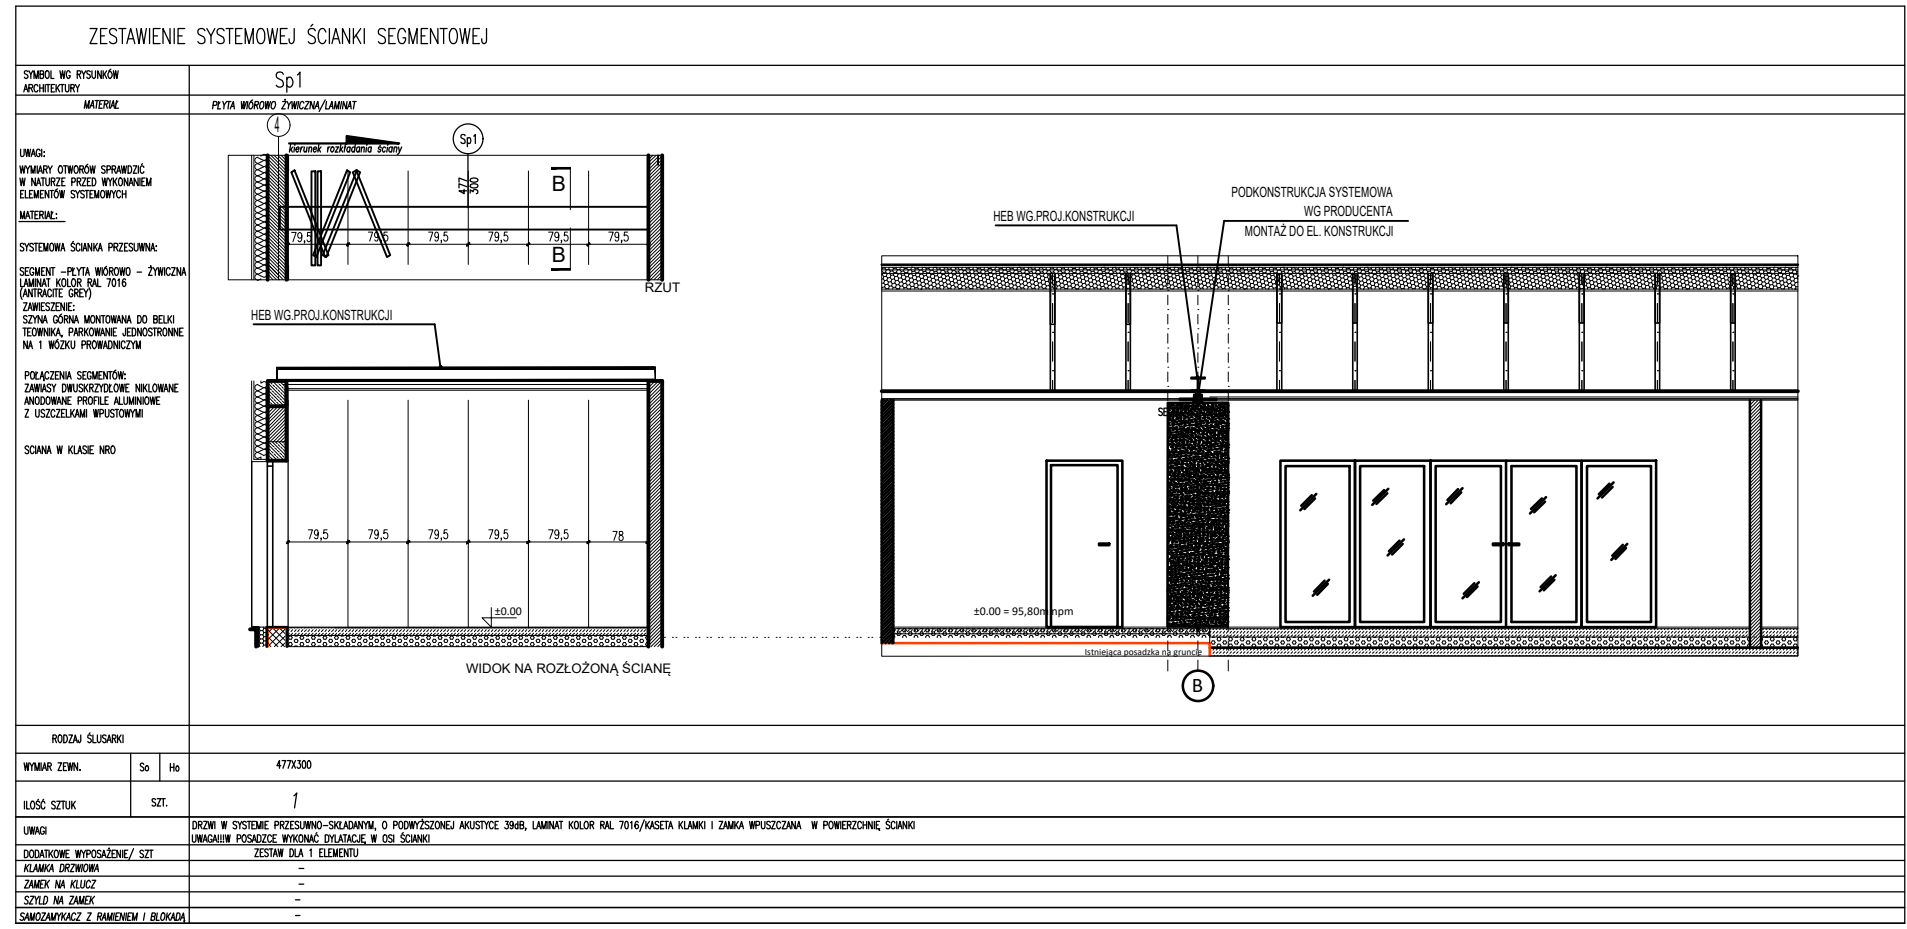 ZESTAWIENIE SYSTEMOWEJ ŚCIANKI SEGMENTOWEJ
SYMBOL WG RYSUNKÓW
ARCHITEKTURY
Sp1
MATERIAŁ
PŁYTA WIÓROWO ŻYWICZNA/LAMINAT
UWAGI:
WYMIARY OTWORÓW SPRAWDZIĆ
W NATURZE PRZED WYKONANIEM
ELEMENTÓW SYSTEMOWYCH
MATERIAŁ:
SYSTEMOWA ŚCIANKA PRZESUWNA:
SEGMENT -PŁYTA WIÓROWO - ŻYWICZNA
LAMINAT KOLOR RAL 7016
(ANTRACITE GREY)
ZAWIESZENIE:
SZYNA GÓRNA MONTOWANA DO BELKI
TEOWNIKA, PARKOWANIE JEDNOSTRONNE
NA 1 WÓZKU PROWADNICZYM
POŁĄCZENIA SEGMENTÓW:
ZAWIASY DWUSKRZYDŁOWE NIKLOWANE
ANODOWANE PROFILE ALUMINIOWE
Z USZCZELKAMI WPUSTOWYMI
SCIANA W KLASIE NRO
4
kierunek rozkładania ściany
Sp1
477
300
B
79,5 79,5 79,5 79,5 79,5 79,5
B
RZUT
HEB WG.PROJ.KONSTRUKCJI
79,5 79,5 79,5 79,5 79,5 78
±0.00
WIDOK NA ROZŁOŻONĄ ŚCIANĘ
PODKONSTRUKCJA SYSTEMOWA
WG PRODUCENTA
MONTAŻ DO EL. KONSTRUKCJI
HEB WG.PROJ.KONSTRUKCJI
SE
±0.00 = 95,80m npm
Istniejąca posadzka na gruncie
B
RODZAJ ŚLUSARKI
WYMIAR ZEWN. So Ho 477X300
ILOŚĆ SZTUK SZT. 1
UWAGI
DRZWI W SYSTEMIE PRZESUWNO-SKŁADANYM, O PODWYŻSZONEJ AKUSTYCE 39dB, LAMINAT KOLOR RAL 7016/KASETA KLAMKI I ZAMKA WPUSZCZANA W POWIERZCHNIĘ ŚCIANKI
UWAGA!!!W POSADZCE WYKONAĆ DYLATACJĘ W OSI ŚCIANKI
DODATKOWE WYPOSAŻENIE/ SZT ZESTAW DLA 1 ELEMENTU
KLAMKA DRZWIOWA -
ZAMEK NA KLUCZ -
SZYLD NA ZAMEK -
SAMOZAMYKACZ Z RAMIENIEM I BLOKADĄ -